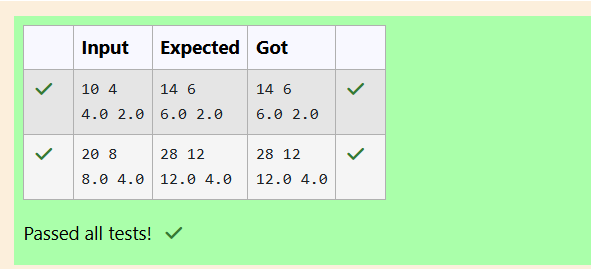 Input Expected Got
10 4 14 6 14 6
4.0 2.0 6.0 2.0 6.0 2.0
20 8 28 12 28 12
8.0 4.0 12.0 4.0 12.0 4.0
Passed all tests!